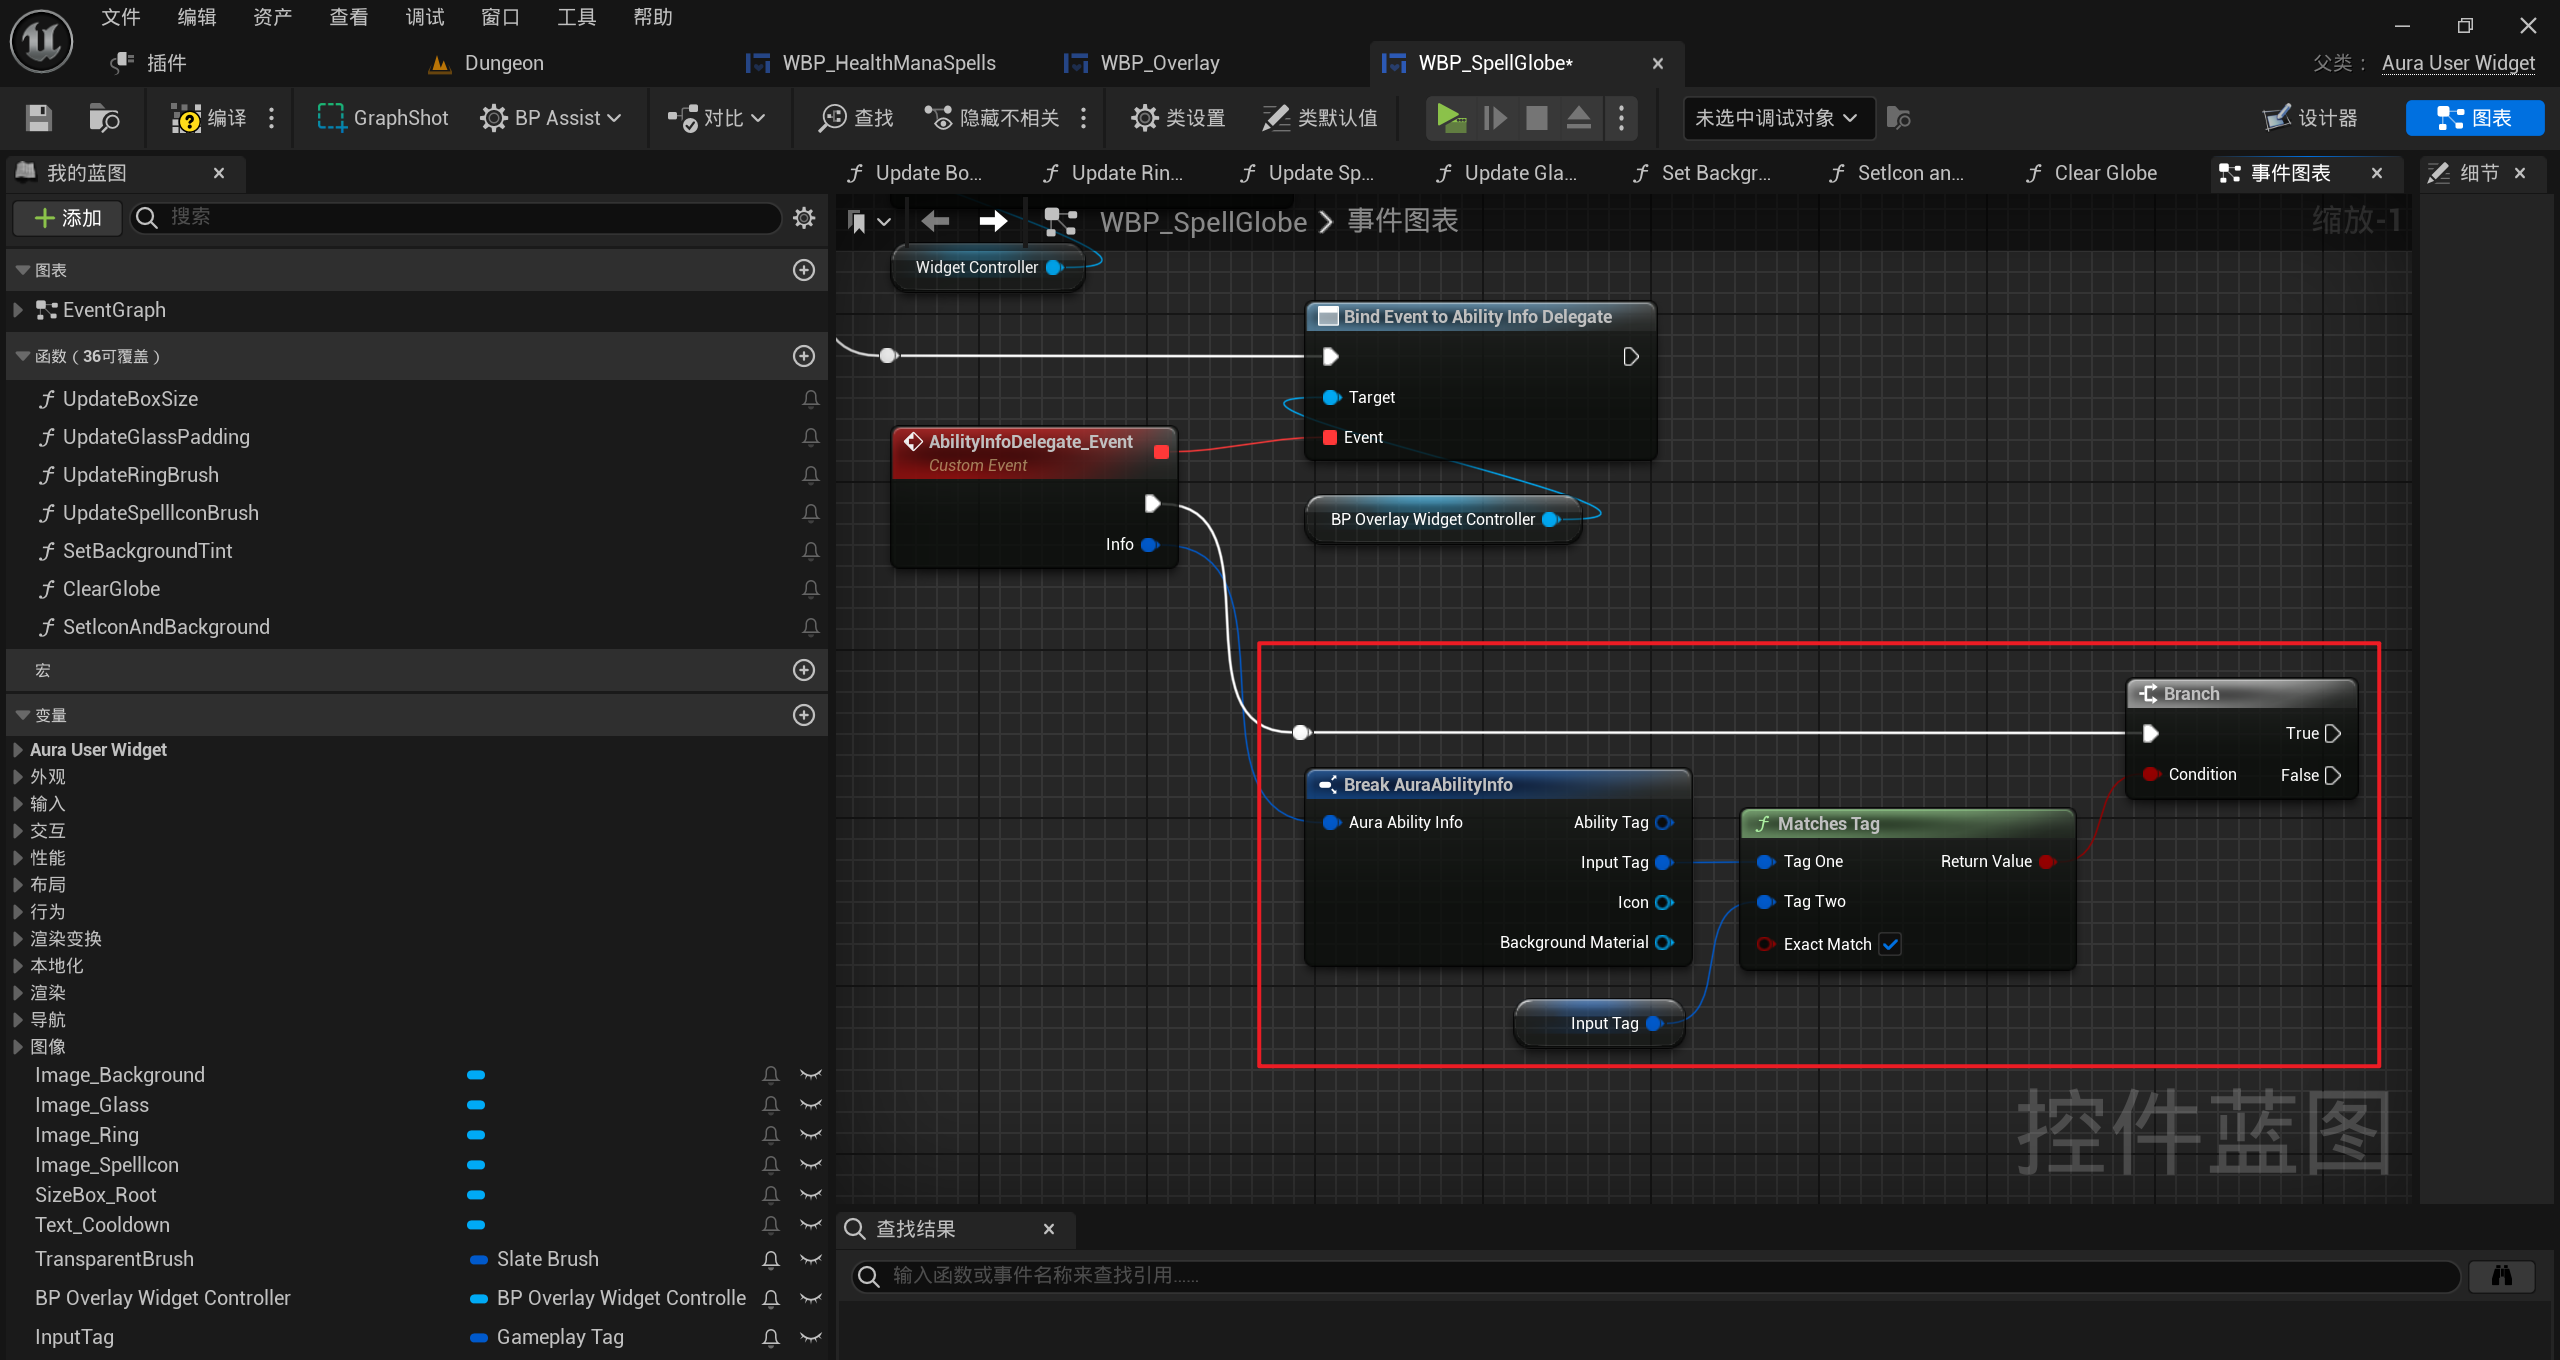 文件 编辑 资产 查看 调试 窗口 工具 帮助
插件 Dungeon WBP_HealthManaSpells WBP_Overlay WBP_SpellGlobe* 父类： Aura User Widget
编译 GraphShot BP Assist 对比 查找 隐藏不相关 类设置 类默认值 未选中调试对象 设计器 图表
我的蓝图
Update Bo... Update Rin... Update Sp... Update Gla... Set Backgr... SetIcon an... Clear Globe 事件图表 细节
添加 搜索
WBP_SpellGlobe 事件图表 缩放-1
图表
EventGraph
函数（36可覆盖）
UpdateBoxSize
UpdateGlassPadding
UpdateRingBrush
UpdateSpellIconBrush
SetBackgroundTint
ClearGlobe
SetIconAndBackground
宏
变量
Aura User Widget
外观
输入
交互
性能
布局
行为
渲染变换
本地化
渲染
导航
图像
Image_Background
Image_Glass
Image_Ring
Image_SpellIcon
SizeBox_Root
Text_Cooldown
TransparentBrush Slate Brush
BP Overlay Widget Controller BP Overlay Widget Controlle
InputTag Gameplay Tag
Widget Controller
Bind Event to Ability Info Delegate
Target
Event
AbilityInfoDelegate_Event
Custom Event
Info
BP Overlay Widget Controller
Branch
True
Condition False
Break AuraAbilityInfo
Aura Ability Info Ability Tag
Input Tag
Icon
Background Material
Matches Tag
Tag One Return Value
Tag Two
Exact Match
Input Tag
控件蓝图
查找结果
输入函数或事件名称来查找引用......